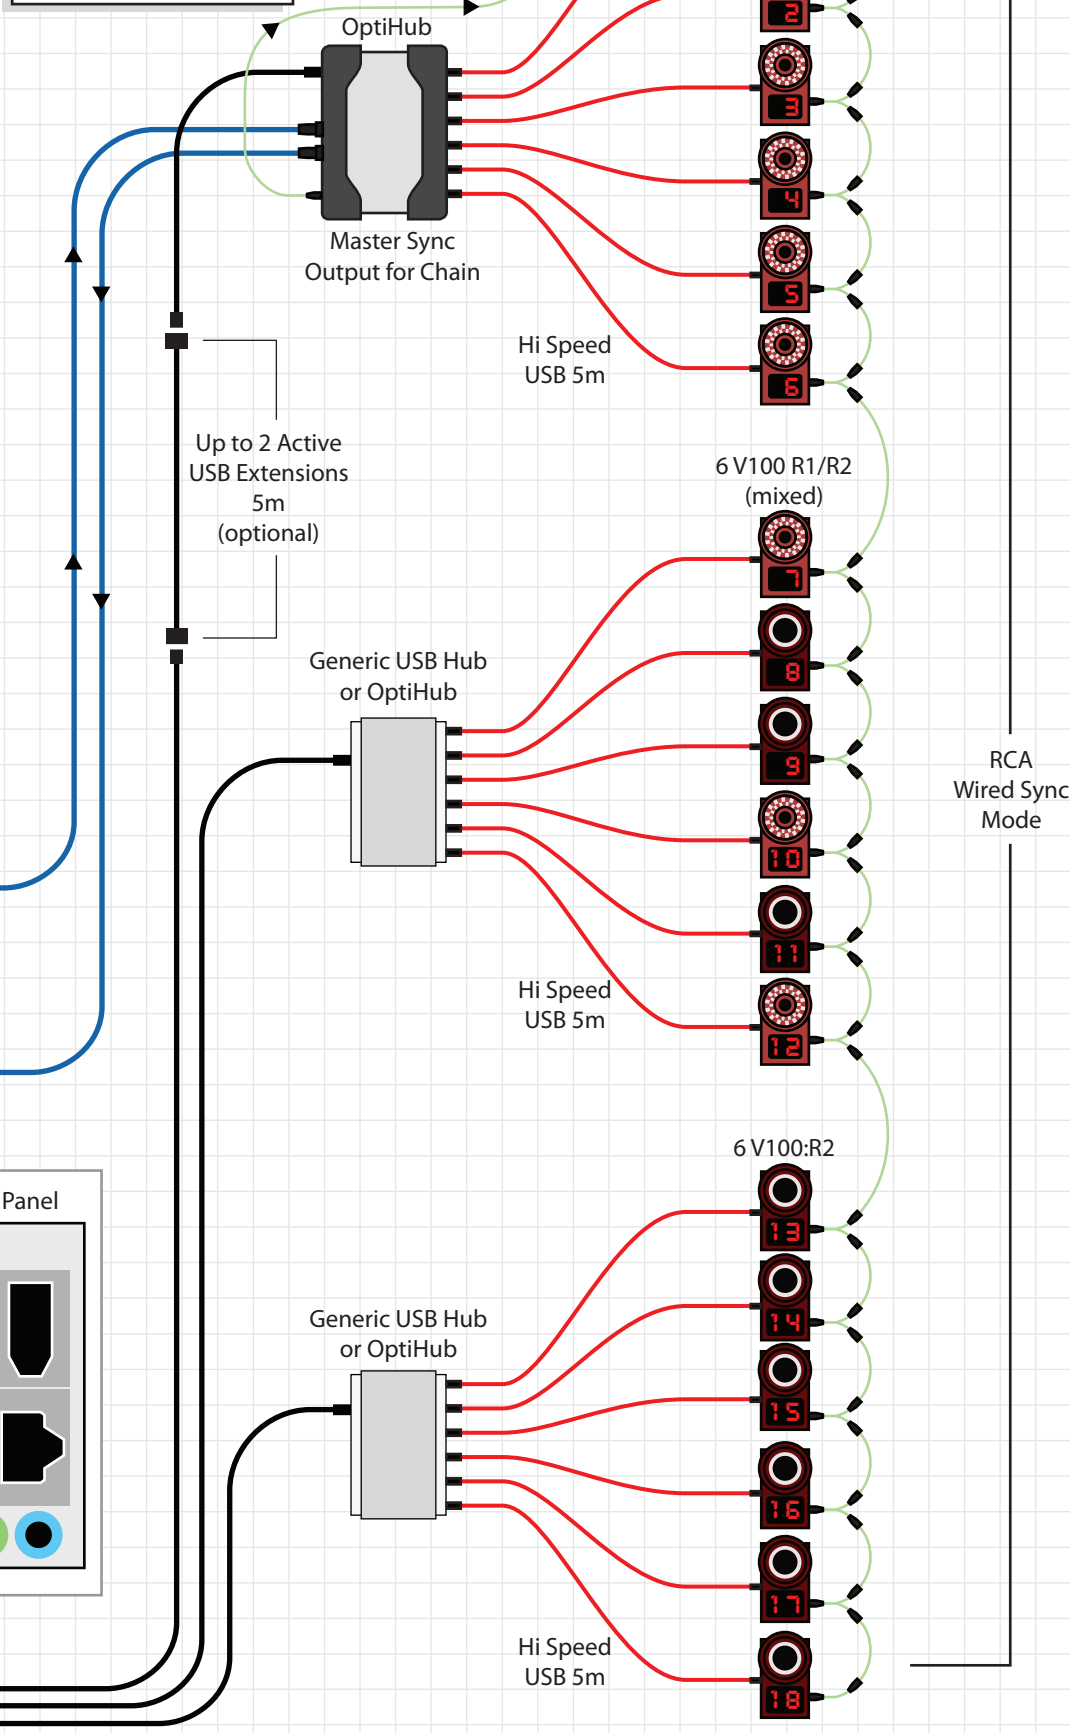 OptiHub
2
3
4
5
6
Master Sync
Output for Chain
Hi Speed
USB 5m
Up to 2 Active
USB Extensions
5m
(optional)
6 V100 R1/R2
(mixed)
7
8
9
10
11
12
Generic USB Hub
or OptiHub
RCA
Wired Sync
Mode
Hi Speed
USB 5m
6 V100:R2
13
14
15
16
17
18
Panel
Generic USB Hub
or OptiHub
Hi Speed
USB 5m